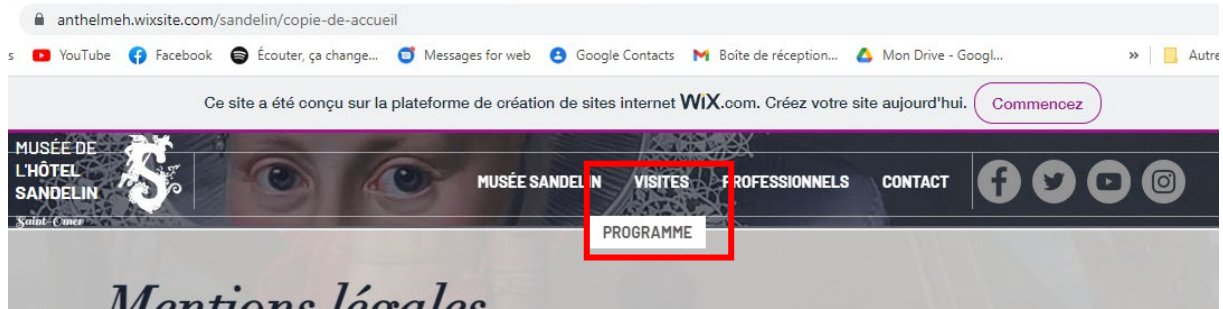 anthelmeh.wixsite.com/sandelin/copie-de-accueil
s YouTube Facebook Écouter, ça change... Messages for web Google Contacts Boîte de réception... Mon Drive - Googl... » Autre
Ce site a été conçu sur la plateforme de création de sites internet WiX.com. Créez votre site aujourd'hui. Commencez
MUSÉE DE
L'HÔTEL
SANDELIN
Saint-Omer
MUSÉE SANDELIN VISITES PROFESSIONNELS CONTACT
PROGRAMME
Mentions légales